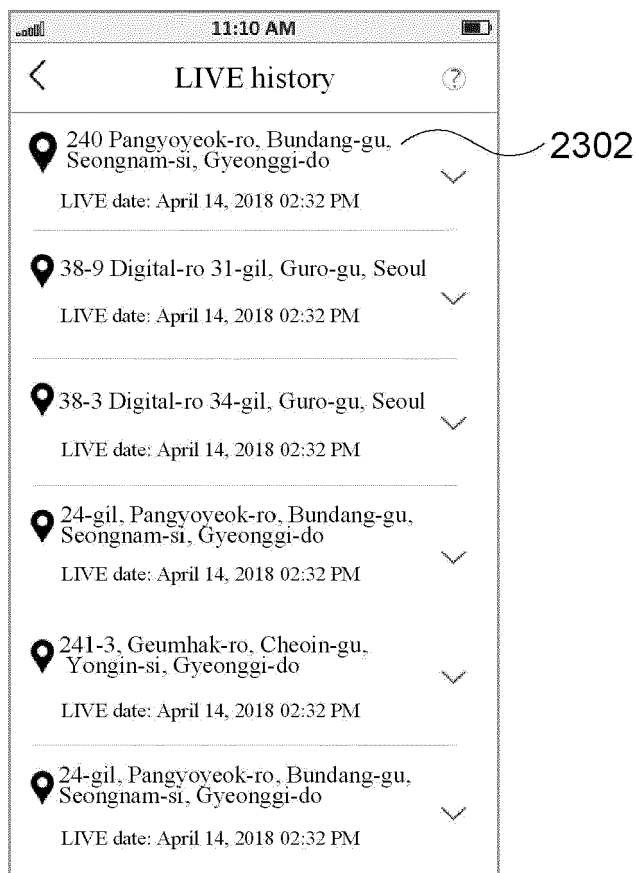 11:10 AM
LIVE history
?
240 Pangyoyeok-ro, Bundang-gu,
Seongnam-si, Gyeonggi-do
2302
LIVE date: April 14, 2018 02:32 PM
38-9 Digital-ro 31-gil, Guro-gu, Seoul
LIVE date: April 14, 2018 02:32 PM
38-3 Digital-ro 34-gil, Guro-gu, Seoul
LIVE date: April 14, 2018 02:32 PM
24-gil, Pangyoyeok-ro, Bundang-gu,
Seongnam-si, Gyeonggi-do
LIVE date: April 14, 2018 02:32 PM
241-3, Geumhak-ro, Cheoin-gu,
Yongin-si, Gyeonggi-do
LIVE date: April 14, 2018 02:32 PM
24-gil, Pangyoyeok-ro, Bundang-gu,
Seongnam-si, Gyeonggi-do
LIVE date: April 14, 2018 02:32 PM